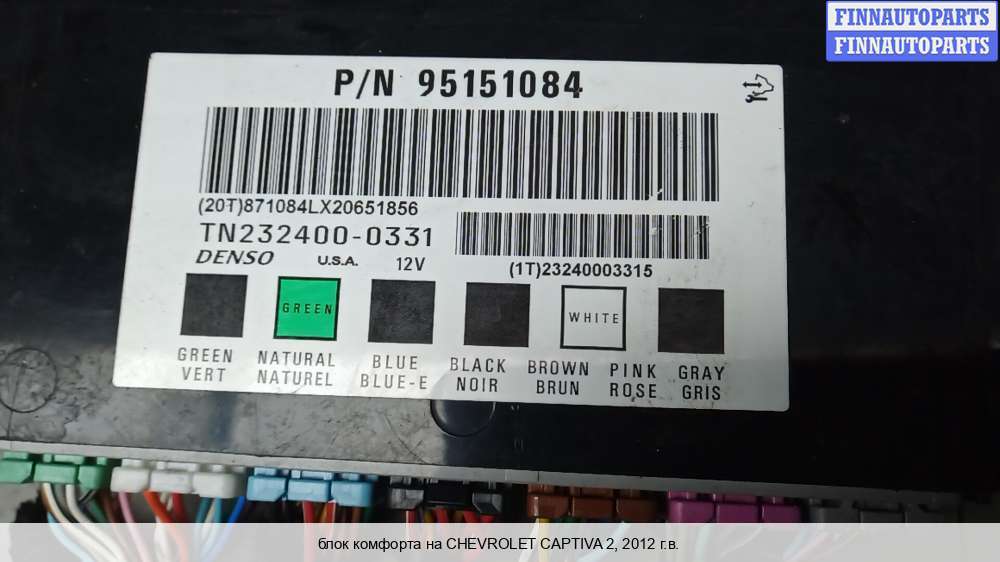 FINNAUTOPARTS
FINNAUTOPARTS
P/N 95151084
(20T)871084LX20651856
TN232400-0331
DENSO U.S.A. 12V
(1T)23240003315
GREEN WHITE
GREEN VERT
NATURAL NATUREL
BLUE BLUE-E
BLACK NOIR
BROWN BRUN
PINK ROSE
GRAY GRIS
блок комфорта на CHEVROLET CAPTIVA 2, 2012 г.в.